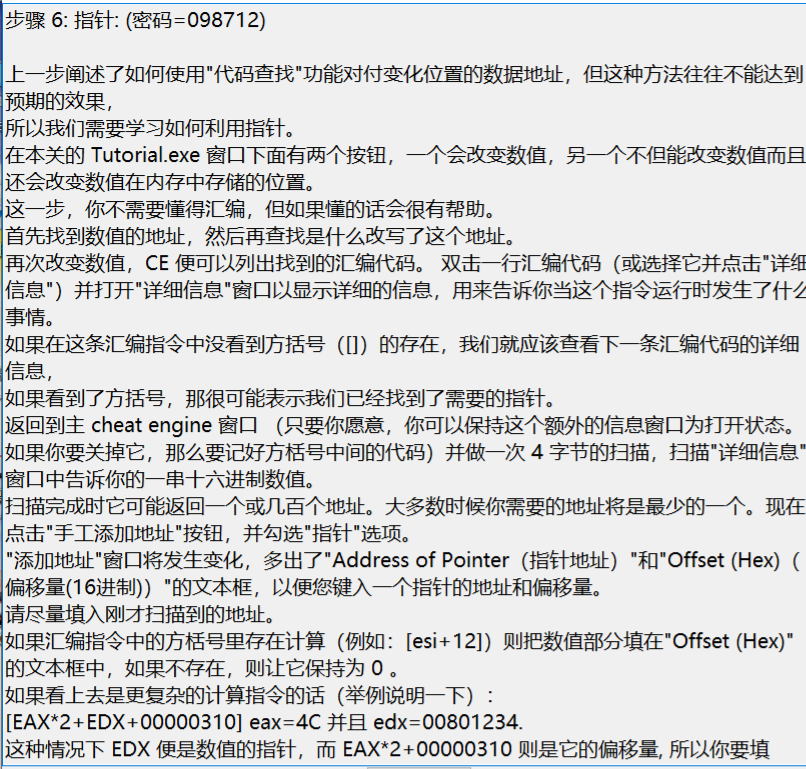 步骤 6: 指针: (密码=098712)
上一步阐述了如何使用"代码查找"功能对付变化位置的数据地址，但这种方法往往不能达到
预期的效果，
所以我们需要学习如何利用指针。
在本关的 Tutorial.exe 窗口下面有两个按钮，一个会改变数值，另一个不但能改变数值而且
还会改变数值在内存中存储的位置。
这一步，你不需要懂得汇编，但如果懂的话会很有帮助。
首先找到数值的地址，然后再查找是什么改写了这个地址。
再次改变数值，CE 便可以列出找到的汇编代码。 双击一行汇编代码（或选择它并点击"详细
信息"）并打开"详细信息"窗口以显示详细的信息，用来告诉你当这个指令运行时发生了什么
事情。
如果在这条汇编指令中没看到方括号（[]）的存在，我们就应该查看下一条汇编代码的详细
信息，
如果看到了方括号，那很可能表示我们已经找到了需要的指针。
返回到主 cheat engine 窗口 （只要你愿意，你可以保持这个额外的信息窗口为打开状态。
如果你要关掉它，那么要记好方括号中间的代码）并做一次 4 字节的扫描，扫描"详细信息"
窗口中告诉你的一串十六进制数值。
扫描完成时它可能返回一个或几百个地址。大多数时候你需要的地址将是最少的一个。现在
点击"手工添加地址"按钮，并勾选"指针"选项。
"添加地址"窗口将发生变化，多出了"Address of Pointer（指针地址）"和"Offset (Hex)（
偏移量(16进制)）"的文本框，以便您键入一个指针的地址和偏移量。
请尽量填入刚才扫描到的地址。
如果汇编指令中的方括号里存在计算（例如：[esi+12]）则把数值部分填在"Offset (Hex)"
的文本框中，如果不存在，则让它保持为 0 。
如果看上去是更复杂的计算指令的话（举例说明一下）：
[EAX*2+EDX+00000310] eax=4C 并且 edx=00801234.
这种情况下 EDX 便是数值的指针，而 EAX*2+00000310 则是它的偏移量, 所以你要填